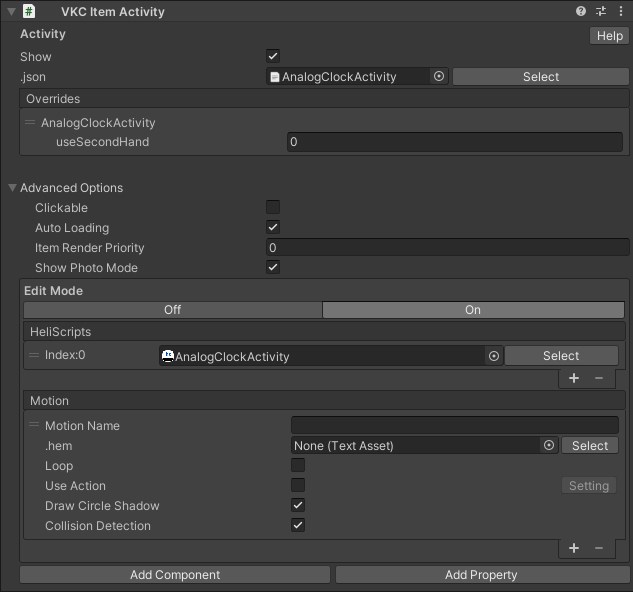 VKC Item Activity
Activity
Help
Show
.json AnalogClockActivity Select
Overrides
AnalogClockActivity
useSecondHand 0
Advanced Options
Clickable
Auto Loading
Item Render Priority 0
Show Photo Mode
Edit Mode
Off On
HeliScripts
Index:0 AnalogClockActivity Select
+ −
Motion
Motion Name
.hem None (Text Asset) Select
Loop
Use Action Setting
Draw Circle Shadow
Collision Detection
+ −
Add Component Add Property